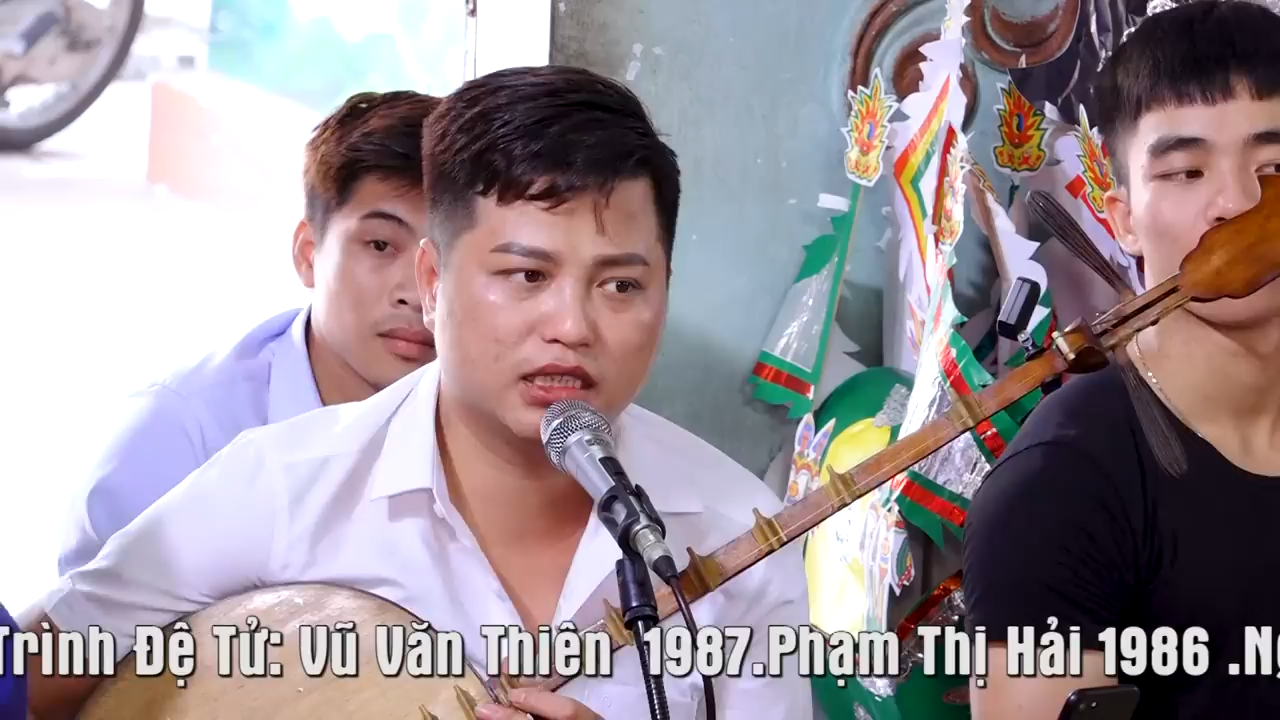 Trình Đệ Tử: Vũ Văn Thiên 1987.Phạm Thị Hải 1986 .